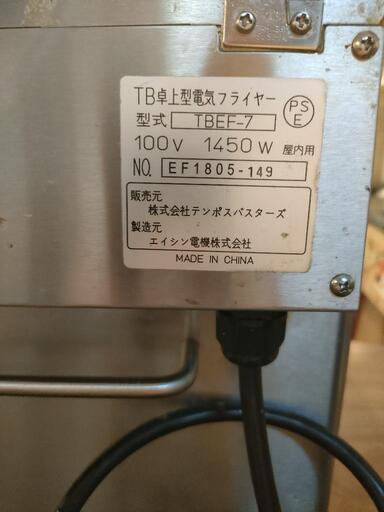 TB卓上型電気フライヤー
型式 TBEF-7
PS
E
100V 1450W 屋内用
NO. EF1805-149
販売元
株式会社テンポスバスターズ
製造元
エイシン電機株式会社
MADE IN CHINA